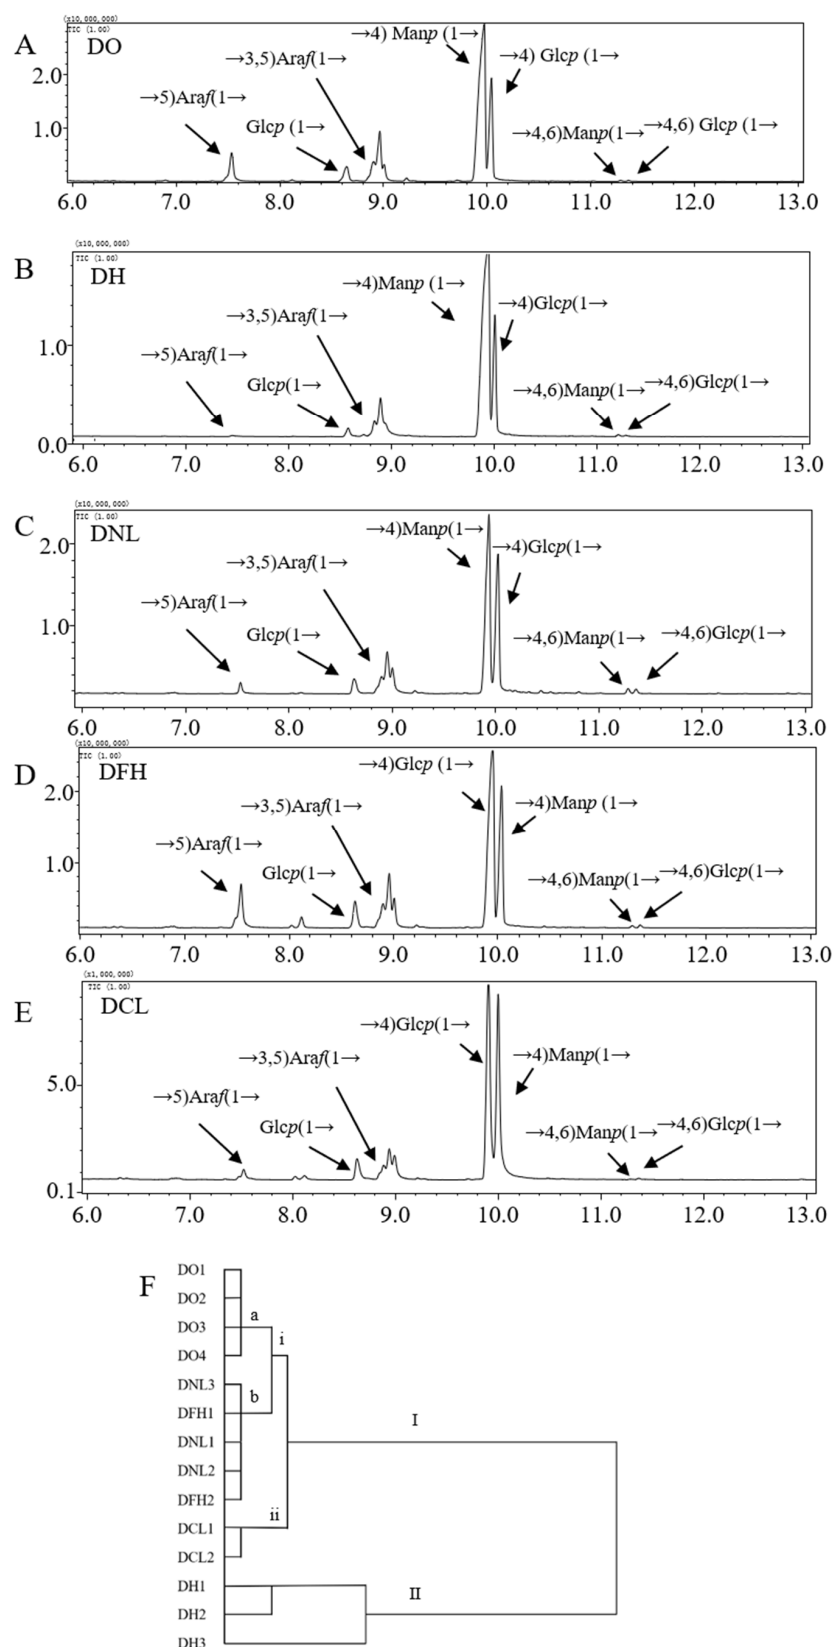 (x10,000,000)
TIC (1.00)
A
DO
→4) Manp (1→
→3,5)Araf(1→
→4) Glcp (1→
2.0
→5)Araf(1→
Glcp (1→
1.0
→4,6)Manp(1→
→4,6) Glcp (1→
6.0 7.0 8.0 9.0 10.0 11.0 12.0 13.0
(x10,000,000)
TIC (1.00)
B
DH
→4)Manp (1→
→4)Glcp(1→
→3,5)Araf(1→
1.0
→5)Araf(1→
Glcp(1→
→4,6)Manp(1→
→4,6)Glcp(1→
0.0
6.0 7.0 8.0 9.0 10.0 11.0 12.0 13.0
(x10,000,000)
TIC (1.00)
C
DNL
→4)Manp(1→
2.0
→4)Glcp(1→
→3,5)Araf(1→
→5)Araf(1→
1.0
Glcp(1→
→4,6)Manp(1→
→4,6)Glcp(1→
6.0 7.0 8.0 9.0 10.0 11.0 12.0 13.0
(x10,000,000)
TIC (1.00)
D
DFH
→4)Glcp (1→
2.0
→3,5)Araf(1→
→4)Manp (1→
→5)Araf(1→
1.0
Glcp(1→
→4,6)Manp(1→
→4,6)Glcp(1→
6.0 7.0 8.0 9.0 10.0 11.0 12.0 13.0
(x1,000,000)
TIC (1.00)
E
DCL
→4)Glcp(1→
→3,5)Araf(1→
→4)Manp(1→
5.0
→5)Araf(1→
Glcp(1→
→4,6)Manp(1→
→4,6)Glcp(1→
0.1
6.0 7.0 8.0 9.0 10.0 11.0 12.0 13.0
F
DO1
DO2
a
DO3
i
DO4
DNL3
b
DFH1
I
DNL1
DNL2
DFH2
ii
DCL1
DCL2
DH1
II
DH2
DH3